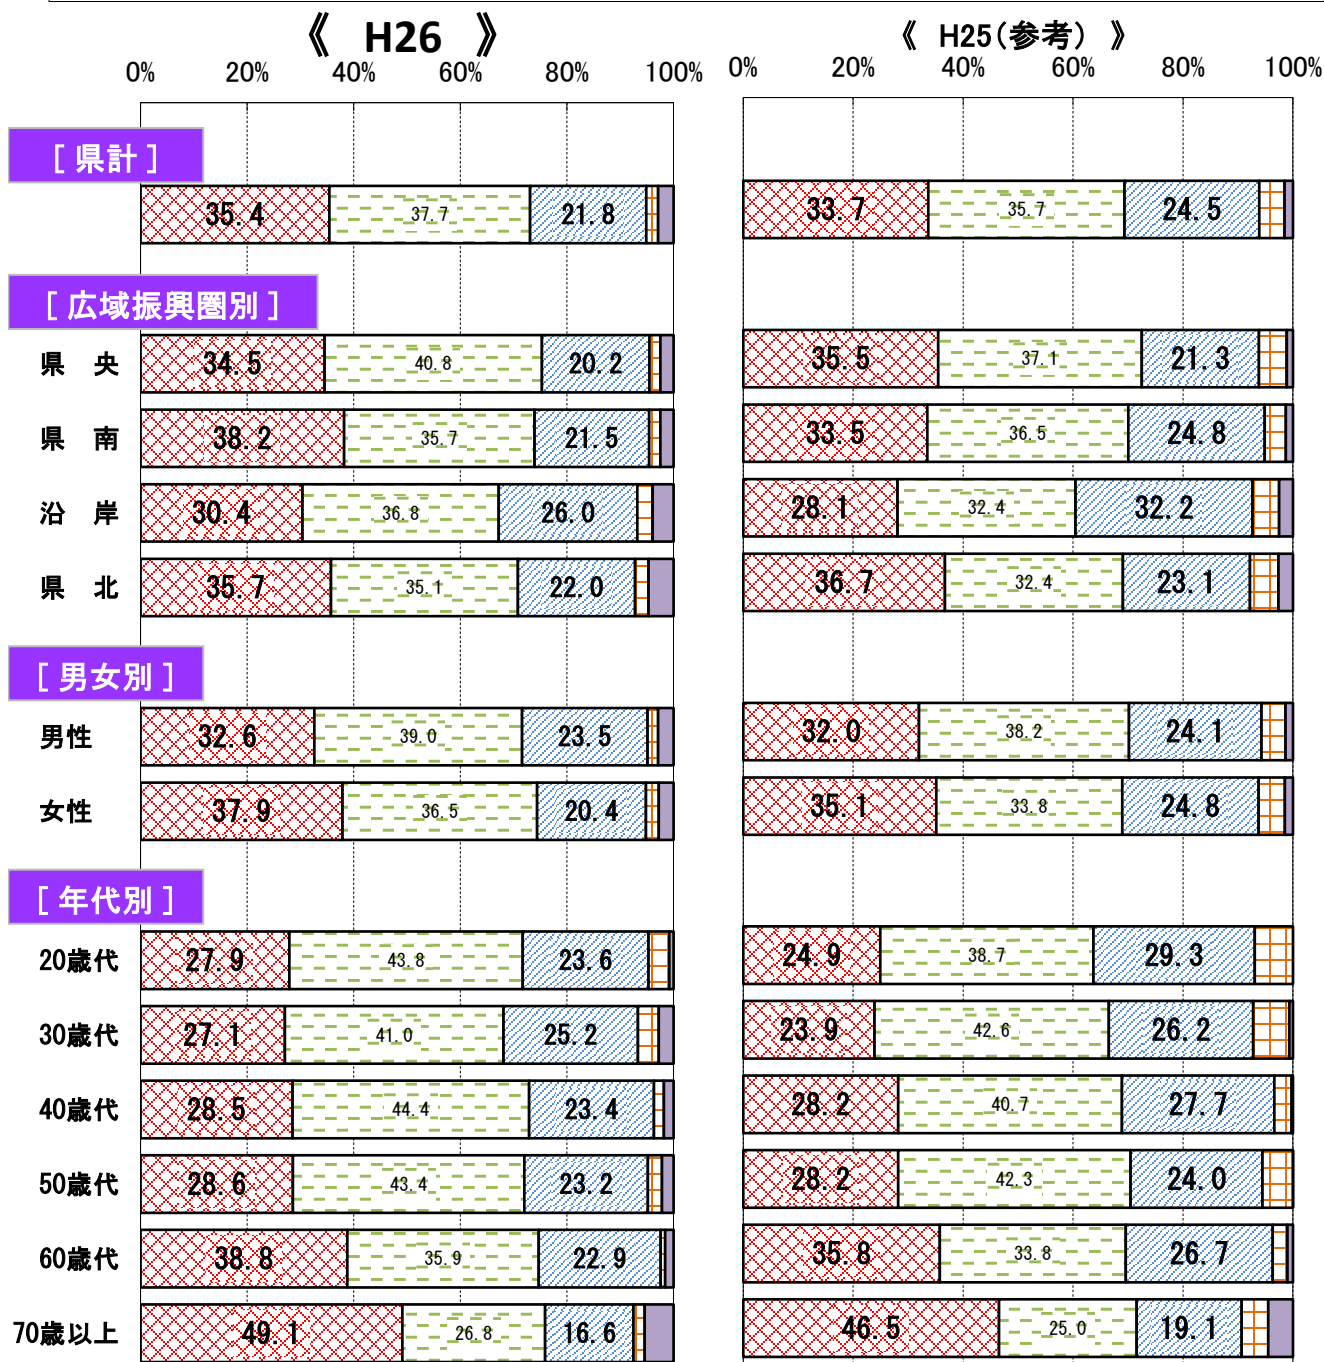 《 H26 》 《 H25(参考) 》
0% 20% 40% 60% 80% 100% 0% 20% 40% 60% 80% 100%
[ 県計 ]
35.4 37.7 21.8 33.7 35.7 24.5
[ 広域振興圏別 ]
県 央 34.5 40.8 20.2 35.5 37.1 21.3
県 南 38.2 35.7 21.5 33.5 36.5 24.8
沿 岸 30.4 36.8 26.0 28.1 32.4 32.2
県 北 35.7 35.1 22.0 36.7 32.4 23.1
[ 男女別 ]
男性 32.6 39.0 23.5 32.0 38.2 24.1
女性 37.9 36.5 20.4 35.1 33.8 24.8
[ 年代別 ]
20歳代 27.9 43.8 23.6 24.9 38.7 29.3
30歳代 27.1 41.0 25.2 23.9 42.6 26.2
40歳代 28.5 44.4 23.4 28.2 40.7 27.7
50歳代 28.6 43.4 23.2 28.2 42.3 24.0
60歳代 38.8 35.9 22.9 35.8 33.8 26.7
70歳以上 49.1 26.8 16.6 46.5 25.0 19.1